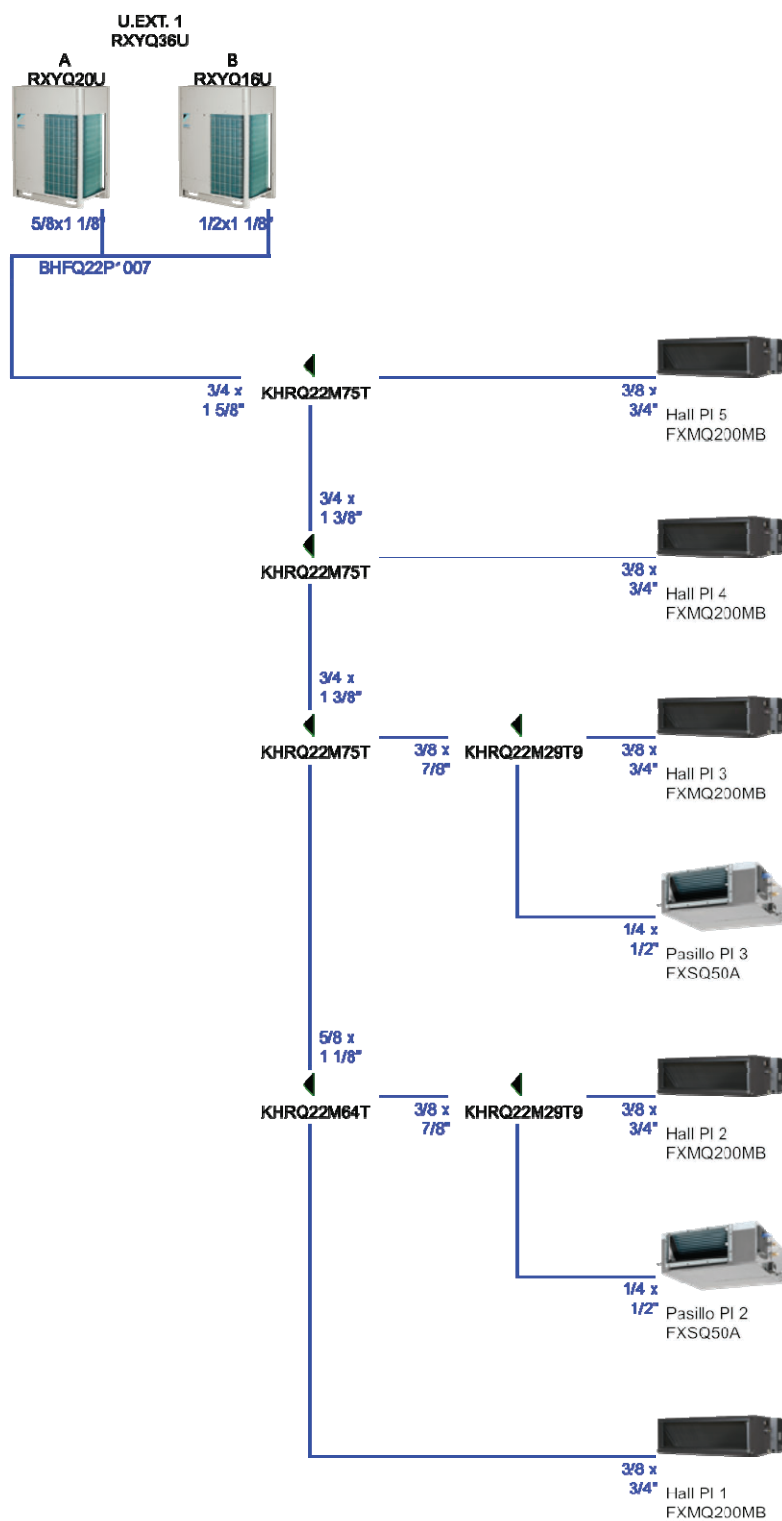 U.EXT. 1
RXYQ36U
A
RXYQ20U
B
RXYQ16U
5/8x1 1/8"
1/2x1 1/8"
BHFQ22P1007
3/4 x
1 5/8"
KHRQ22M75T
3/8 x
3/4"
Hall Pl 5
FXMQ200MB
3/4 x
1 3/8"
KHRQ22M75T
3/8 x
3/4"
Hall Pl 4
FXMQ200MB
3/4 x
1 3/8"
KHRQ22M75T
3/8 x
7/8"
KHRQ22M29T9
3/8 x
3/4"
Hall Pl 3
FXMQ200MB
1/4 x
1/2"
Pasillo Pl 3
FXSQ50A
5/8 x
1 1/8"
KHRQ22M64T
3/8 x
7/8"
KHRQ22M29T9
3/8 x
3/4"
Hall Pl 2
FXMQ200MB
1/4 x
1/2"
Pasillo Pl 2
FXSQ50A
3/8 x
3/4"
Hall Pl 1
FXMQ200MB